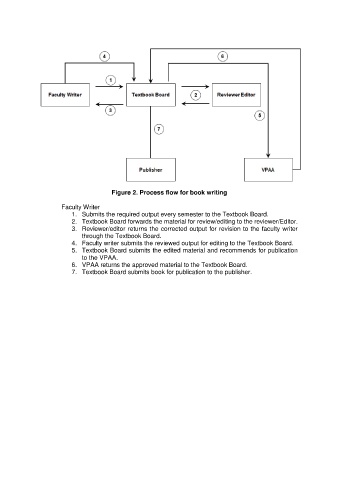 4
6
1
Faculty Writer
Textbook Board
2
Reviewer/Editor
3
5
7
Publisher
VPAA
Figure 2. Process flow for book writing
Faculty Writer
1. Submits the required output every semester to the Textbook Board.
2. Textbook Board forwards the material for review/editing to the reviewer/Editor.
3. Reviewer/editor returns the corrected output for revision to the faculty writer
through the Textbook Board.
4. Faculty writer submits the reviewed output for editing to the Textbook Board.
5. Textbook Board submits the edited material and recommends for publication
to the VPAA.
6. VPAA returns the approved material to the Textbook Board.
7. Textbook Board submits book for publication to the publisher.